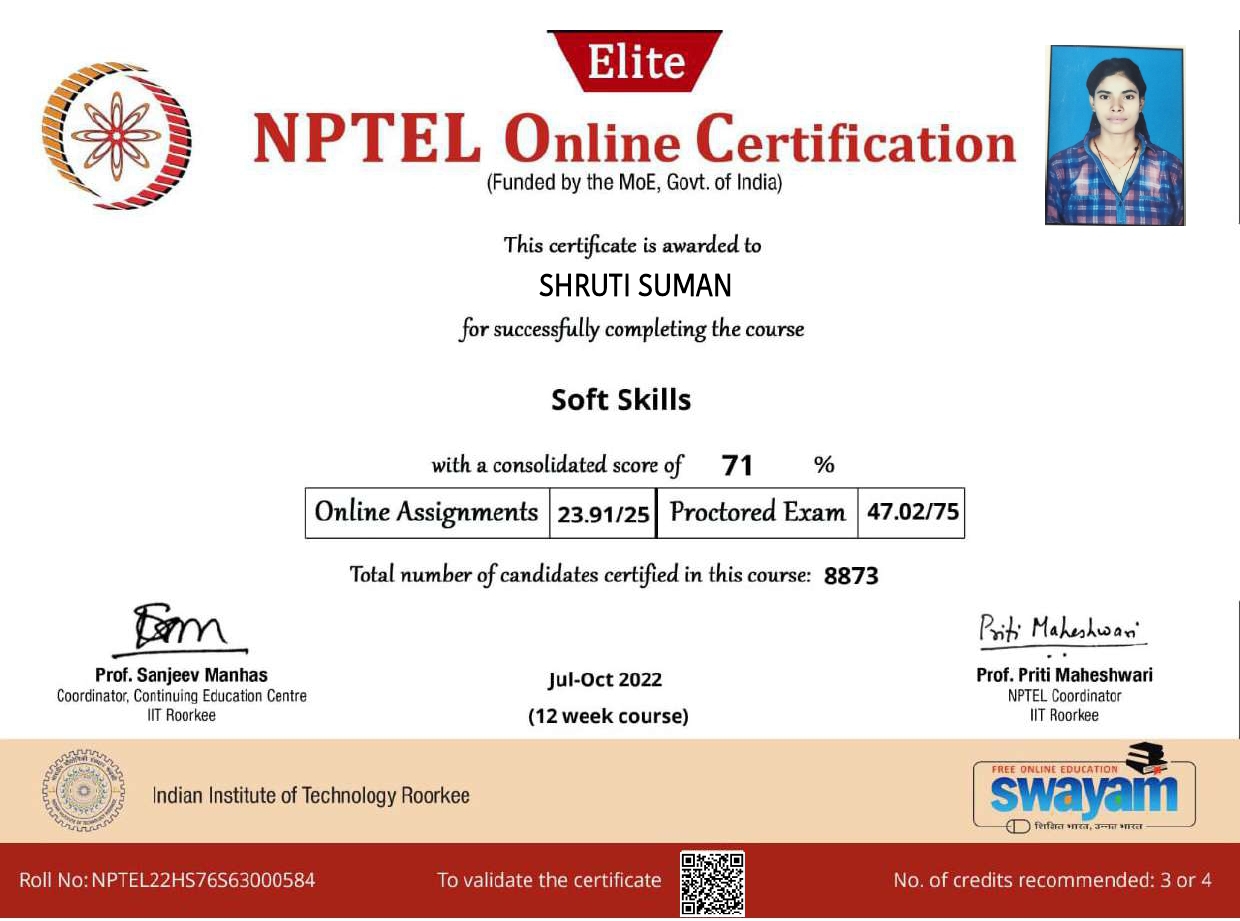 Elite
NPTEL Online Certification
(Funded by the MoE, Govt. of India)
This certificate is awarded to
SHRUTI SUMAN
for successfully completing the course
Soft Skills
with a consolidated score of 71 %
Online Assignments 23.91/25 Proctored Exam 47.02/75
Total number of candidates certified in this course: 8873
Priti Maheshwari
Prof. Sanjeev Manhas
Coordinator, Continuing Education Centre
IIT Roorkee
Jul-Oct 2022
(12 week course)
Prof. Priti Maheshwari
NPTEL Coordinator
IIT Roorkee
Indian Institute of Technology Roorkee
FREE ONLINE EDUCATION
swayam
शिक्षित भारत, उन्नत भारत
Roll No: NPTEL22HS76S63000584
To validate the certificate
No. of credits recommended: 3 or 4